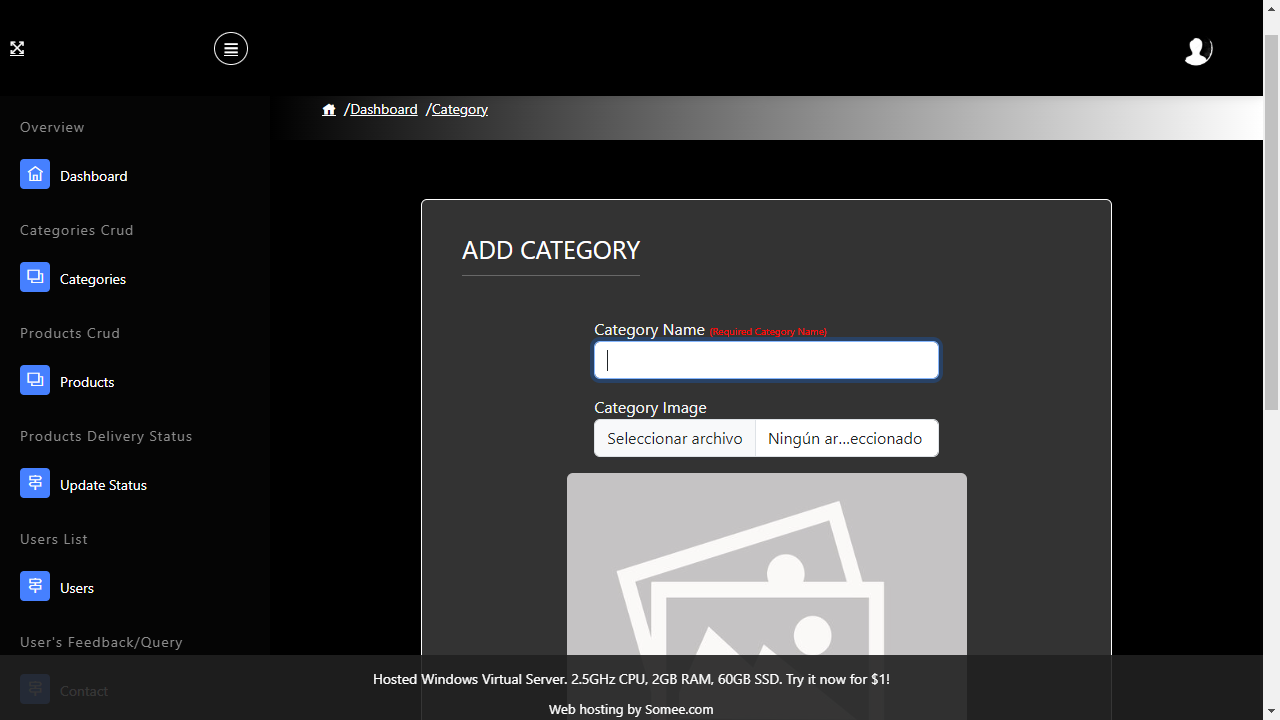 /Dashboard /Category
Overview
Dashboard
Categories Crud
Categories
Products Crud
Products
Products Delivery Status
Update Status
Users List
Users
User's Feedback/Query
Contact
ADD CATEGORY
Category Name (Required Category Name)
Category Image
Seleccionar archivo Ningún ar...eccionado
Hosted Windows Virtual Server. 2.5GHz CPU, 2GB RAM, 60GB SSD. Try it now for $1!
Web hosting by Somee.com